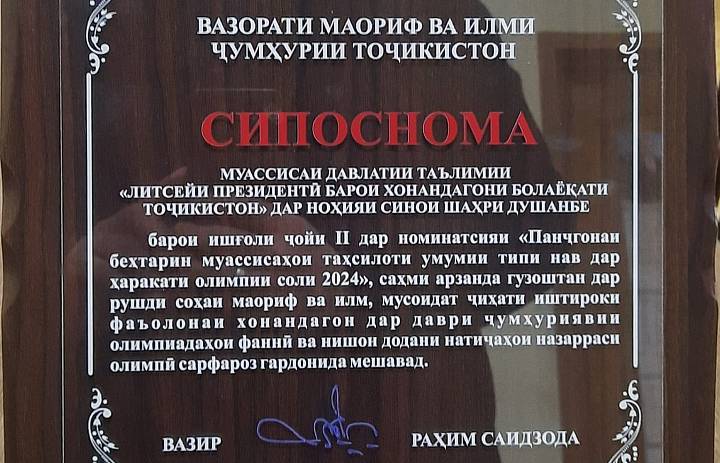 ВАЗОРАТИ МАОРИФ ВА ИЛМИ
ҶУМҲУРИИ ТОҶИКИСТОН
СИПОСНОМА
МУАССИСАИ ДАВЛАТИИ ТАЪЛИМИИ
«ЛИТСЕЙИ ПРЕЗИДЕНТӢ БАРОИ ХОНАНДАГОНИ БОЛАЁҚАТИ
ТОҶИКИСТОН» ДАР НОҲИЯИ СИНОИ ШАҲРИ ДУШАНБЕ
барои ишғоли ҷойи II дар номинатсияи «Панҷгонаи
беҳтарин муассисаҳои таҳсилоти умумии типи нав дар
ҳаракати олимпии соли 2024», саҳми арзанда гузоштан дар
рушди соҳаи маориф ва илм, мусоидат ҷиҳати иштироки
фаъолонаи хонандагон дар даври ҷумҳуриявии
олимпиадаҳои фаннӣ ва нишон додани натиҷаҳои назаррасси
олимпӣ сарфароз гардонида мешавад.
ВАЗИР
РАҲИМ САИДЗОДА